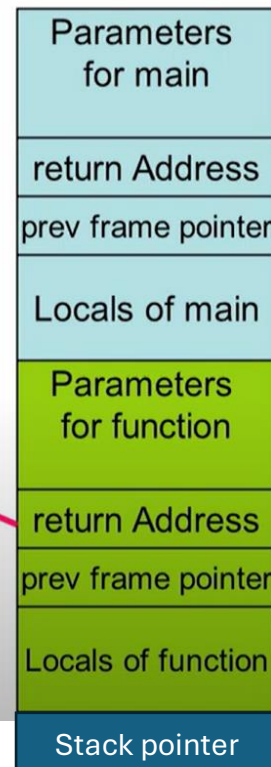 Parameters
for main
return Address
prev frame pointer
Locals of main
Parameters
for function
return Address
prev frame pointer
Locals of function
Stack pointer